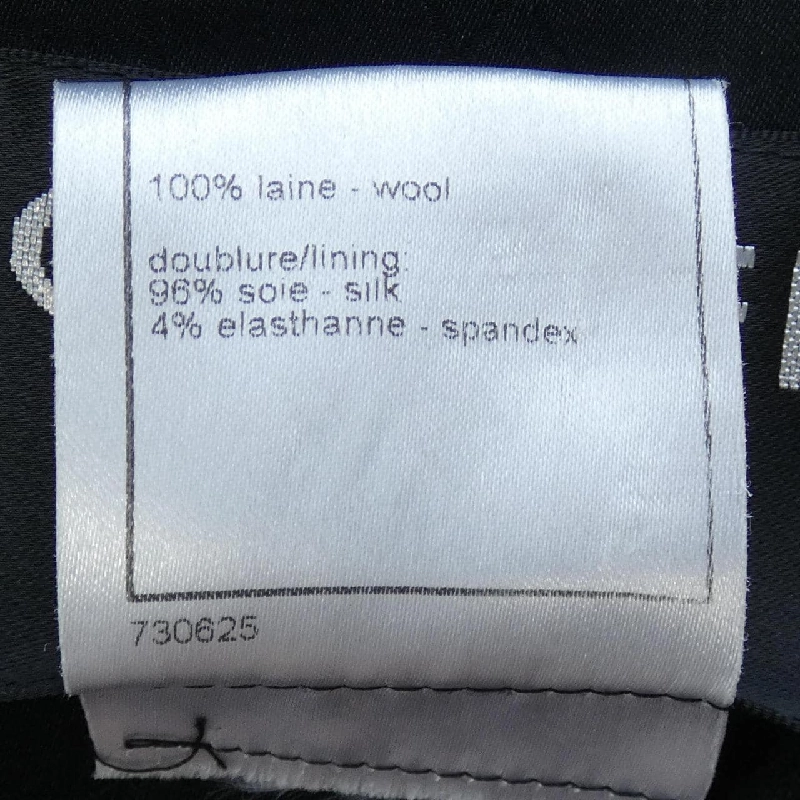 100% laine - wool
doublure/lining:
96% soie - silk
4% elasthanne - spandex
730625